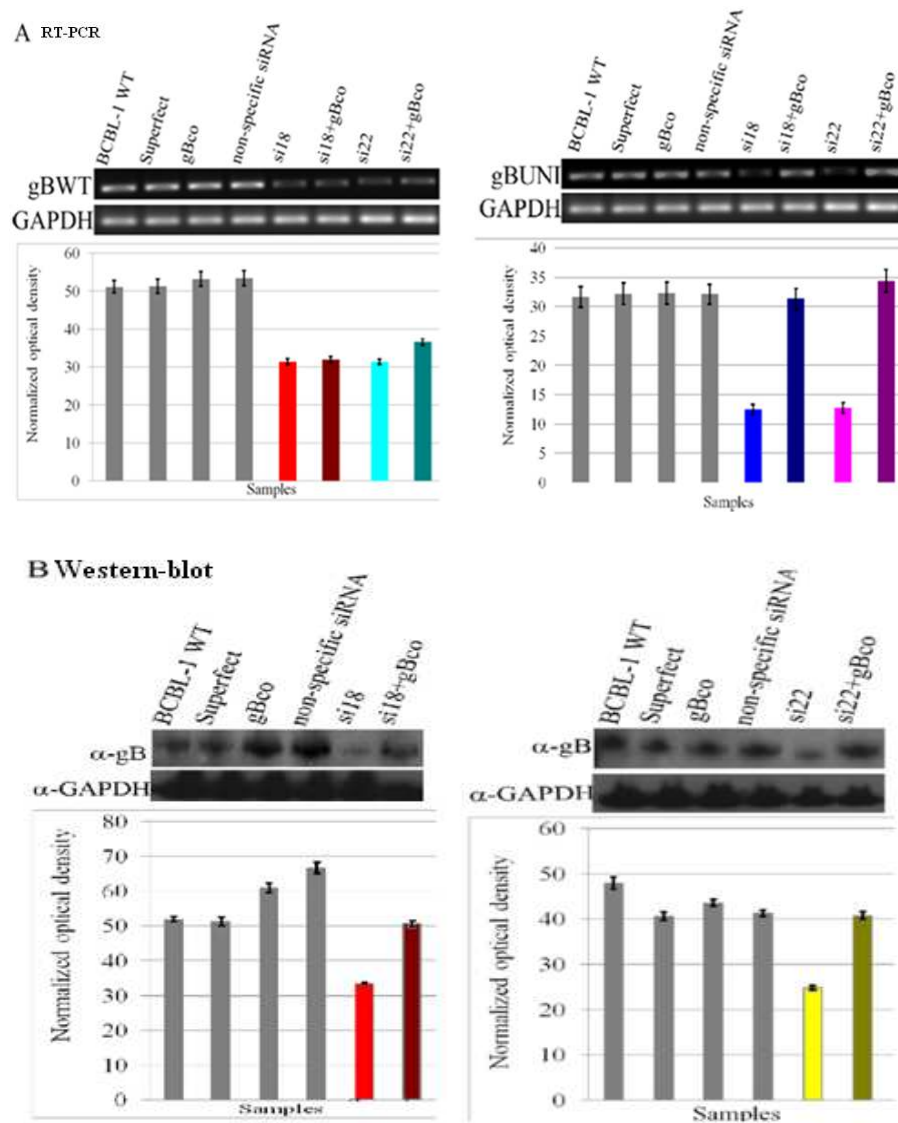 A RT-PCR
BCBL-1 WT
Superfect
gBco
non-specific siRNA
si18
si18+gBco
si22
si22+gBco
gBWT
GAPDH
60
50
40
30
20
10
0
Normalized optical density
Samples
BCBL-1 WT
Superfect
gBco
non-specific siRNA
si18
si18+gBco
si22
si22+gBco
gBUNI
GAPDH
40
35
30
25
20
15
10
5
0
Normalized optical density
Samples
B Western-blot
BCBL-1 WT
Superfect
gBco
non-specific siRNA
si18
si18+gBco
α-gB
α-GAPDH
80
70
60
50
40
30
20
10
0
Normalized optical density
Samples
BCBL-1 WT
Superfect
gBco
non-specific siRNA
si22
si22+gBco
α-gB
α-GAPDH
60
50
40
30
20
10
0
Normalized optical density
Samples